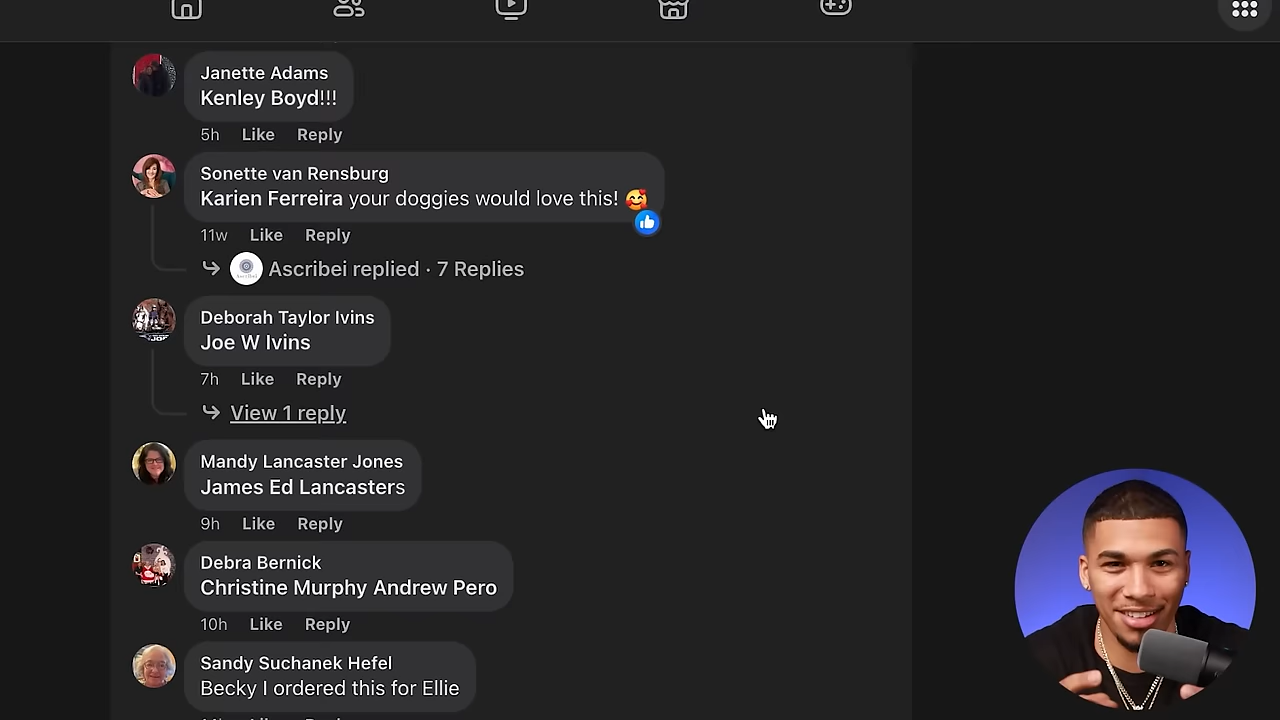 Janette Adams
Kenley Boyd!!!
5h Like Reply
Sonette van Rensburg
Karien Ferreira your doggies would love this! 🥰
11w Like Reply
Ascribei replied · 7 Replies
Deborah Taylor Ivins
Joe W Ivins
7h Like Reply
View 1 reply
Mandy Lancaster Jones
James Ed Lancasters
9h Like Reply
Debra Bernick
Christine Murphy Andrew Pero
10h Like Reply
Sandy Suchanek Hefel
Becky I ordered this for Ellie